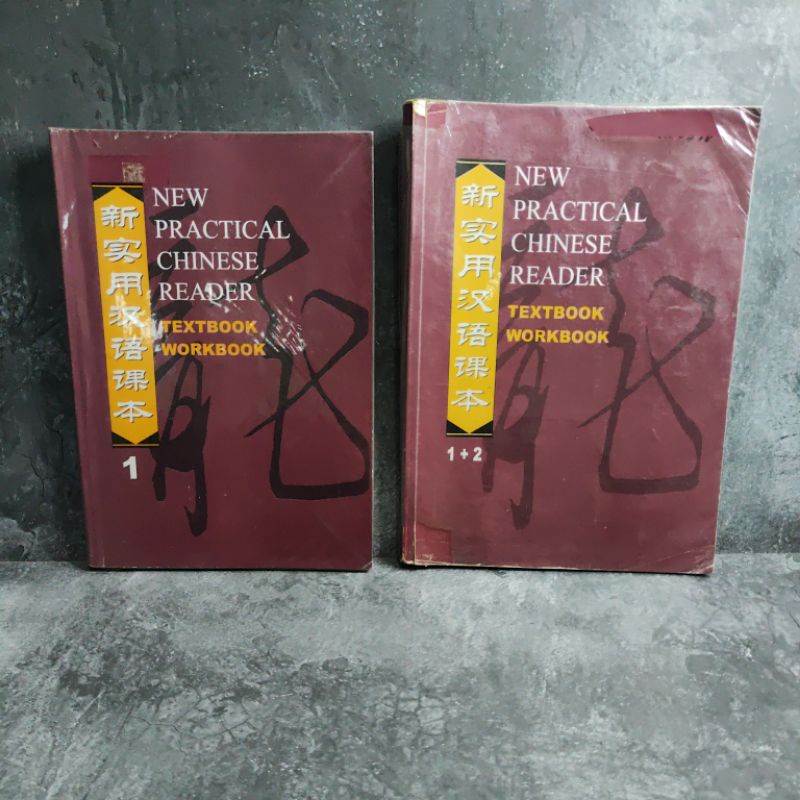 新实用汉语课本
NEW
PRACTICAL
CHINESE
READER
TEXTBOOK
WORKBOOK
1
新实用汉语课本
NEW
PRACTICAL
CHINESE
READER
TEXTBOOK
WORKBOOK
1+2